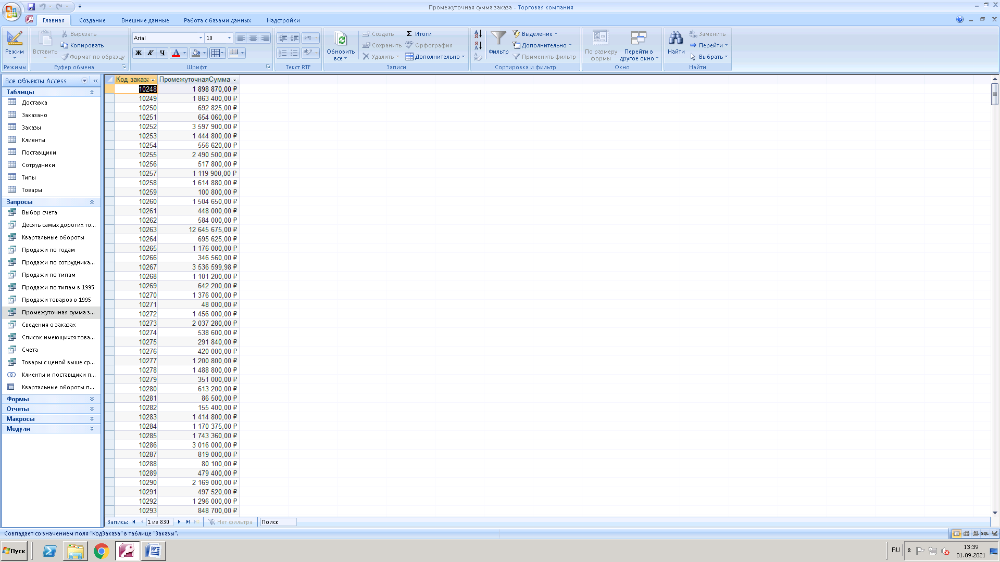 Промежуточная сумма заказа - Торговая компания
Главная Создание Внешние данные Работа с базами данных Надстройки
Режим
Режимы
Вставить
Вырезать
Копировать
Формат по образцу
Буфер обмена
Arial 10
Ж К Ч А
Шрифт
Текст RTF
Обновить все
Создать
Сохранить
Удалить
Итоги
Орфография
Дополнительно
Записи
Фильтр
Выделение
Дополнительно
Применить фильтр
Сортировка и фильтр
По размеру формы
Перейти в другое окно
Окно
Найти
Заменить
Перейти
Выбрать
Найти
Все объекты Access
Таблицы
Доставка
Заказано
Заказы
Клиенты
Поставщики
Сотрудники
Типы
Товары
Запросы
Выбор счета
Десять самых дорогих то...
Квартальные обороты
Продажи по годам
Продажи по сотрудника...
Продажи по типам
Продажи по типам в 1995
Продажи товаров в 1995
Промежуточная сумма з...
Сведения о заказах
Список имеющихся това...
Счета
Товары с ценой выше ср...
Клиенты и поставщики п...
Квартальные обороты п...
Формы
Отчеты
Макросы
Модули
Код заказа ПромежуточнаяСумма
10248 1 898 870,00 ₽
10249 1 863 400,00 ₽
10250 692 825,00 ₽
10251 654 060,00 ₽
10252 3 597 900,00 ₽
10253 1 444 800,00 ₽
10254 556 620,00 ₽
10255 2 490 500,00 ₽
10256 517 800,00 ₽
10257 1 119 900,00 ₽
10258 1 614 880,00 ₽
10259 100 800,00 ₽
10260 1 504 650,00 ₽
10261 448 000,00 ₽
10262 584 000,00 ₽
10263 12 645 675,00 ₽
10264 695 625,00 ₽
10265 1 176 000,00 ₽
10266 346 560,00 ₽
10267 3 536 599,98 ₽
10268 1 101 200,00 ₽
10269 642 200,00 ₽
10270 1 376 000,00 ₽
10271 48 000,00 ₽
10272 1 456 000,00 ₽
10273 2 037 280,00 ₽
10274 538 600,00 ₽
10275 291 840,00 ₽
10276 420 000,00 ₽
10277 1 200 800,00 ₽
10278 1 488 800,00 ₽
10279 351 000,00 ₽
10280 613 200,00 ₽
10281 86 500,00 ₽
10282 155 400,00 ₽
10283 1 414 800,00 ₽
10284 1 170 375,00 ₽
10285 1 743 360,00 ₽
10286 3 016 000,00 ₽
10287 819 000,00 ₽
10288 80 100,00 ₽
10289 479 400,00 ₽
10290 2 169 000,00 ₽
10291 497 520,00 ₽
10292 1 296 000,00 ₽
10293 848 700,00 ₽
Запись: 1 из 830 Нет фильтра Поиск
Совпадает со значением поля "КодЗаказа" в таблице "Заказы".
SQL
Пуск
RU
13:39
01.09.2021